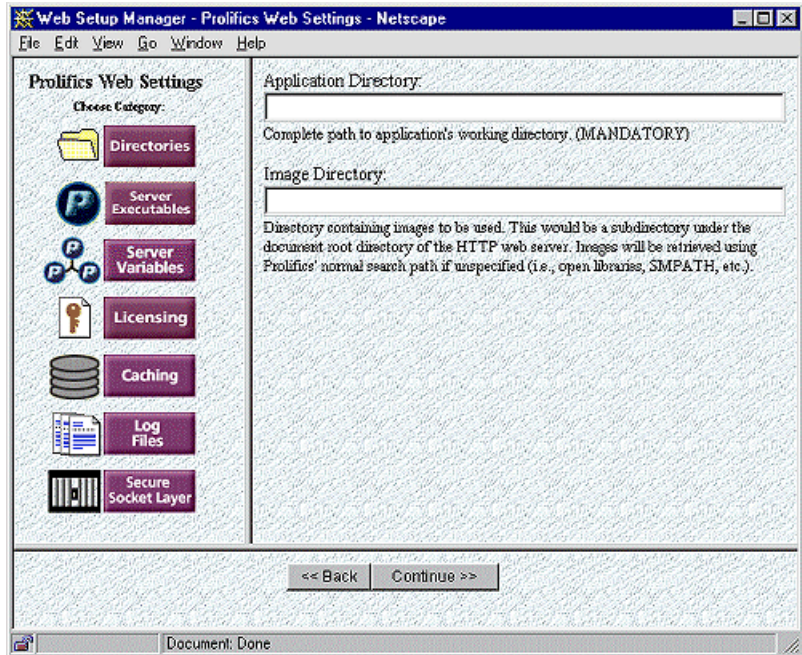 Web Setup Manager - Prolifics Web Settings - Netscape
File Edit View Go Window Help
Prolifics Web Settings
Choose Category:
Directories
P
Server
Executables
P
P P
Server
Variables
Licensing
Caching
Log
Files
Secure
Socket Layer
Application Directory:
Complete path to application's working directory. (MANDATORY)
Image Directory:
Directory containing images to be used. This would be a subdirectory under the
document root directory of the HTTP web server. Images will be retrieved using
Prolifics' normal search path if unspecified (i.e., open libraries, SMPATH, etc.).
<< Back Continue >>
Document: Done